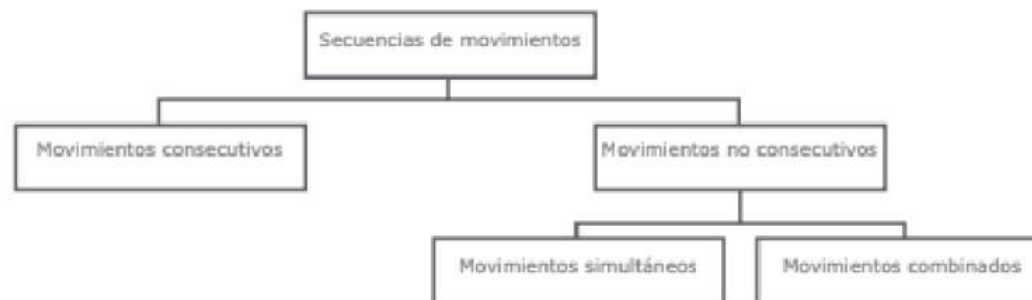 Secuencias de movimientos
Movimientos consecutivos
Movimientos no consecutivos
Movimientos simultáneos
Movimientos combinados